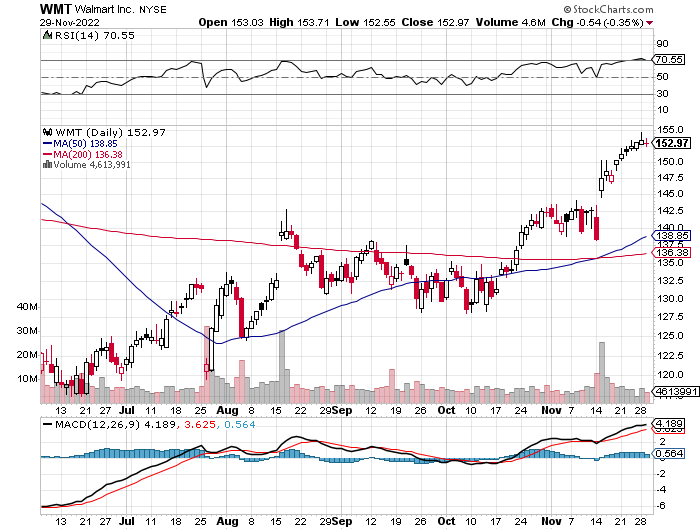 WMT Walmart Inc. NYSE © StockCharts.com
29-Nov-2022 Open 153.03 High 153.71 Low 152.55 Close 152.97 Volume 4.6M Chg -0.54 (-0.35%)
RSI(14) 70.55
90
70.55
50
30
10
WMT (Daily) 152.97
MA(50) 138.85
MA(200) 136.38
Volume 4,613,991
155.0
152.97
150.0
147.5
145.0
142.5
140.0
138.85
137.5
136.38
135.0
132.5
130.0
127.5
125.0
122.5
120.0
4613991
40M
30M
20M
10M
13 21 27 Jul 11 18 25 Aug 8 15 22 29 Sep 12 19 26 Oct 10 17 24 Nov 7 14 21 28
MACD(12,26,9) 4.189, 3.625, 0.564
4.189
3.625
2
0.564
-2
-4
-6
13 21 27 Jul 11 18 25 Aug 8 15 22 29 Sep 12 19 26 Oct 10 17 24 Nov 7 14 21 28